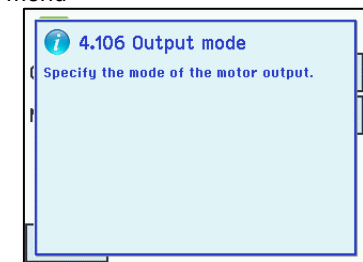 menu
4.106 Output mode
Specify the mode of the motor output.